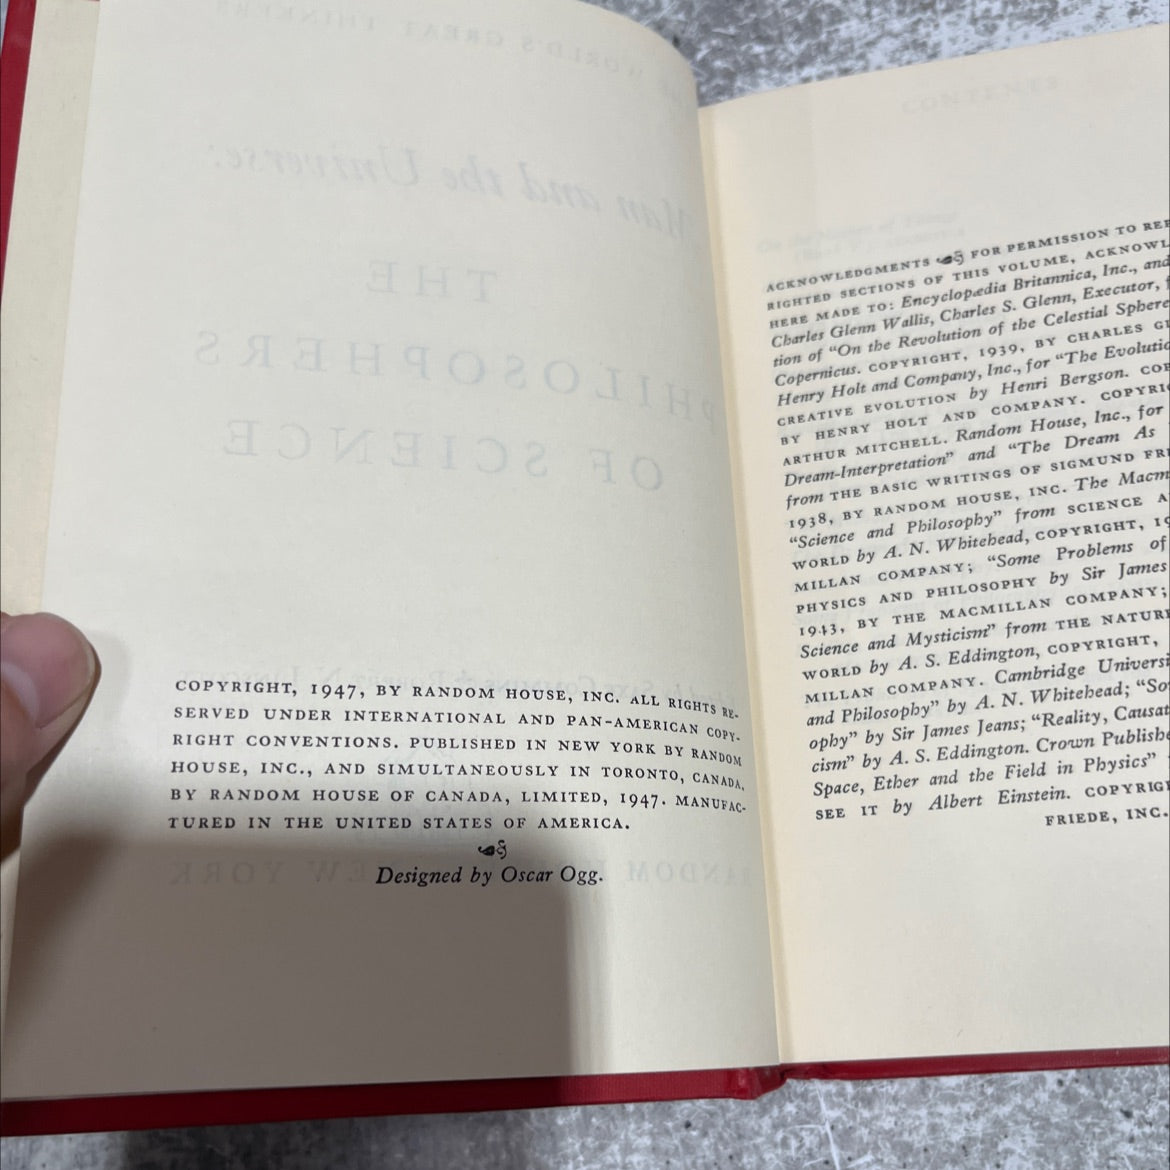 COPYRIGHT, 1947, BY RANDOM HOUSE, INC. ALL RIGHTS RE-
SERVED UNDER INTERNATIONAL AND PAN-AMERICAN COPY-
RIGHT CONVENTIONS. PUBLISHED IN NEW YORK BY RANDOM
HOUSE, INC., AND SIMULTANEOUSLY IN TORONTO, CANADA,
BY RANDOM HOUSE OF CANADA, LIMITED, 1947. MANUFAC-
TURED IN THE UNITED STATES OF AMERICA.
Designed by Oscar Ogg.
CONTENTS
ACKNOWLEDGMENTS FOR PERMISSION TO REP
RIGHTED SECTIONS OF THIS VOLUME, ACKNOWL
HERE MADE TO: Encyclopædia Britannica, Inc., and
Charles Glenn Wallis, Charles S. Glenn, Executor, f
tion of "On the Revolution of the Celestial Sphere
Copernicus. COPYRIGHT, 1939, BY CHARLES GL
Henry Holt and Company, Inc., for "The Evolutio
CREATIVE EVOLUTION by Henri Bergson. COP
BY HENRY HOLT AND COMPANY. COPYRIG
ARTHUR MITCHELL. Random House, Inc., for
Dream-Interpretation" and "The Dream As
from THE BASIC WRITINGS OF SIGMUND FRE
1938, BY RANDOM HOUSE, INC. The Macm
"Science and Philosophy" from SCIENCE A
WORLD by A. N. Whitehead, COPYRIGHT, 19
MILLAN COMPANY; "Some Problems of
PHYSICS AND PHILOSOPHY by Sir James
1943, BY THE MACMILLAN COMPANY;
Science and Mysticism" from THE NATURE
WORLD by A. S. Eddington, COPYRIGHT,
MILLAN COMPANY. Cambridge Universi
and Philosophy" by A. N. Whitehead; "So
ophy" by Sir James Jeans; "Reality, Causat
cism" by A. S. Eddington. Crown Publishe
Space, Ether and the Field in Physics"
SEE IT by Albert Einstein. COPYRIG
FRIEDE, INC.